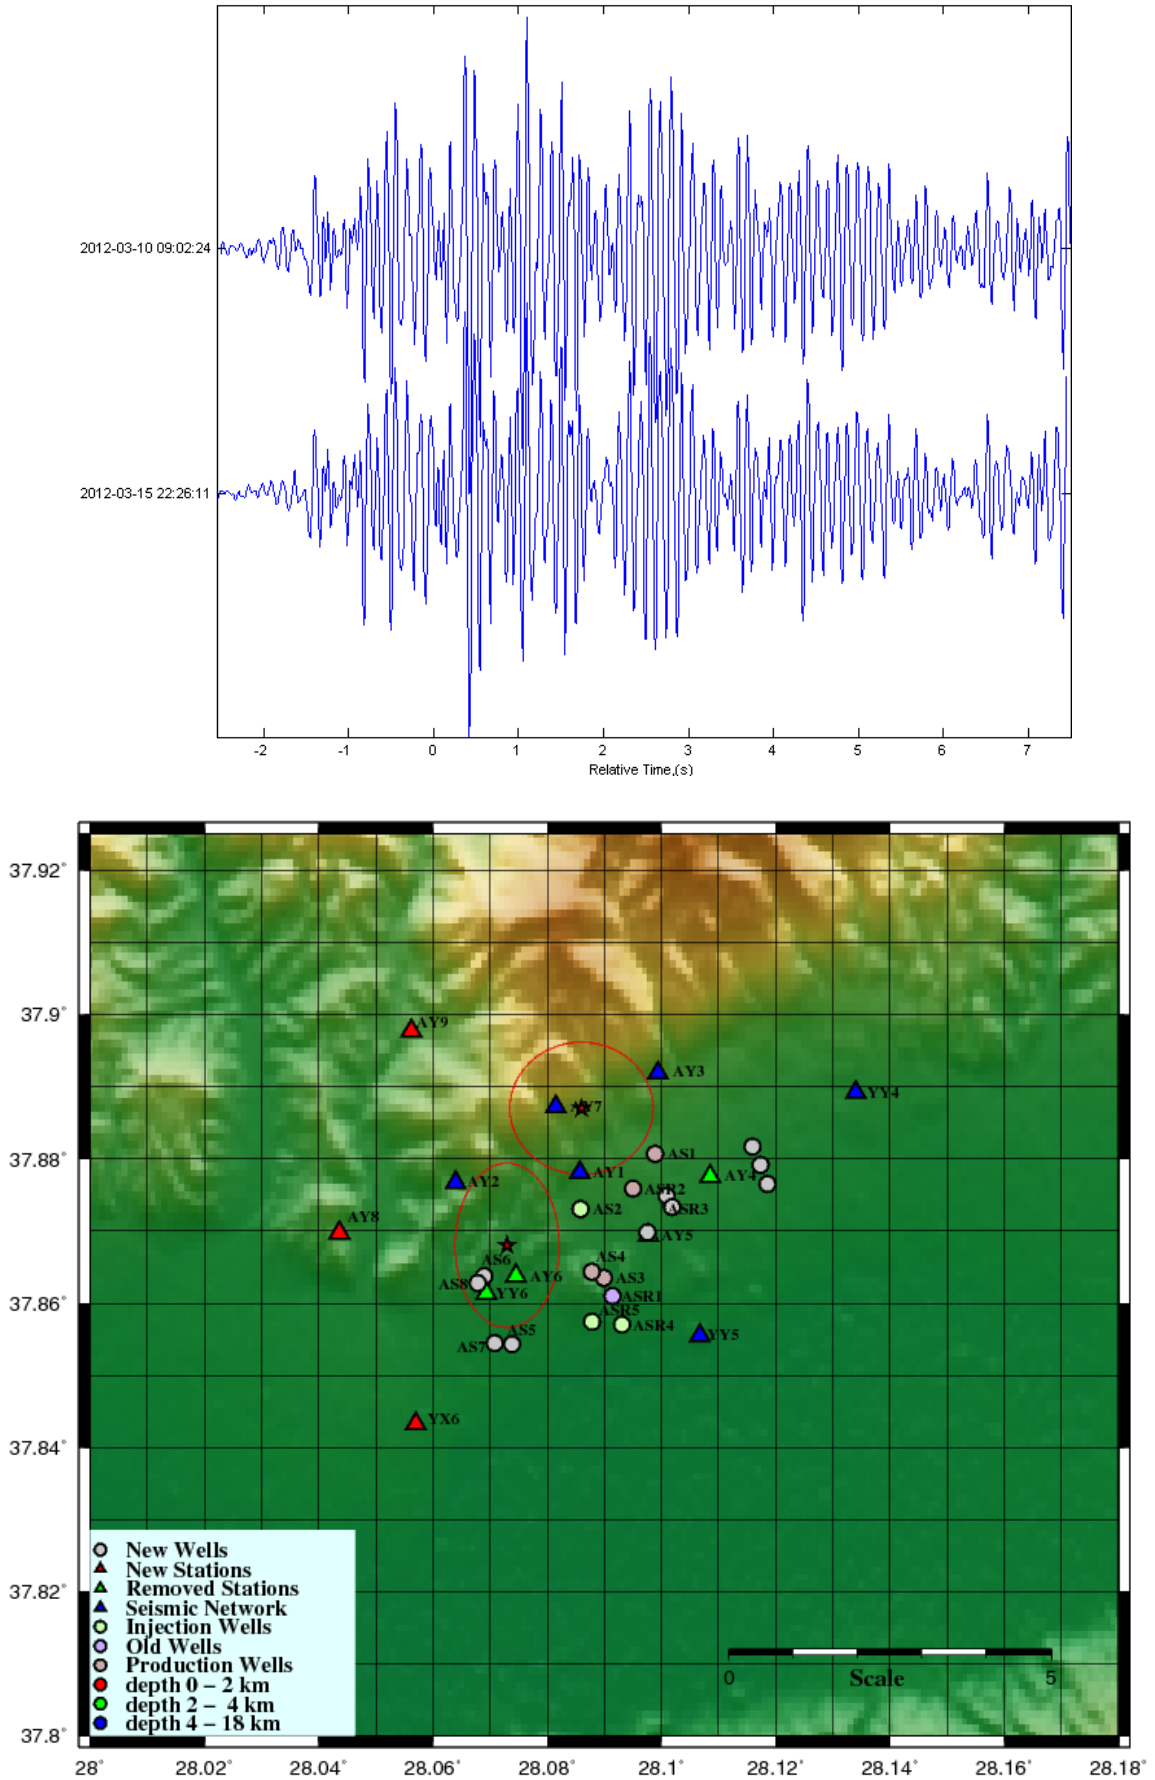 2012-03-10 09:02:24
2012-03-15 22:26:11
-2 -1 0 1 2 3 4 5 6 7
Relative Time,(s)
37.92°
37.9°
AY9
AY3
AY7
YY4
37.88°
AS1
AY1
AY4
AY2
ASR2
AS2
ASR3
AY8
AY5
AS6
AS4
AY6
AS3
AS8
YY6
ASR1
37.86°
ASR5
ASR4
AS5
YY5
AS7
YX6
37.84°
New Wells
New Stations
Removed Stations
Seismic Network
Injection Wells
Old Wells
Production Wells
depth 0 – 2 km
depth 2 – 4 km
depth 4 – 18 km
37.82°
0 5
Scale
37.8°
28° 28.02° 28.04° 28.06° 28.08° 28.1° 28.12° 28.14° 28.16° 28.18°